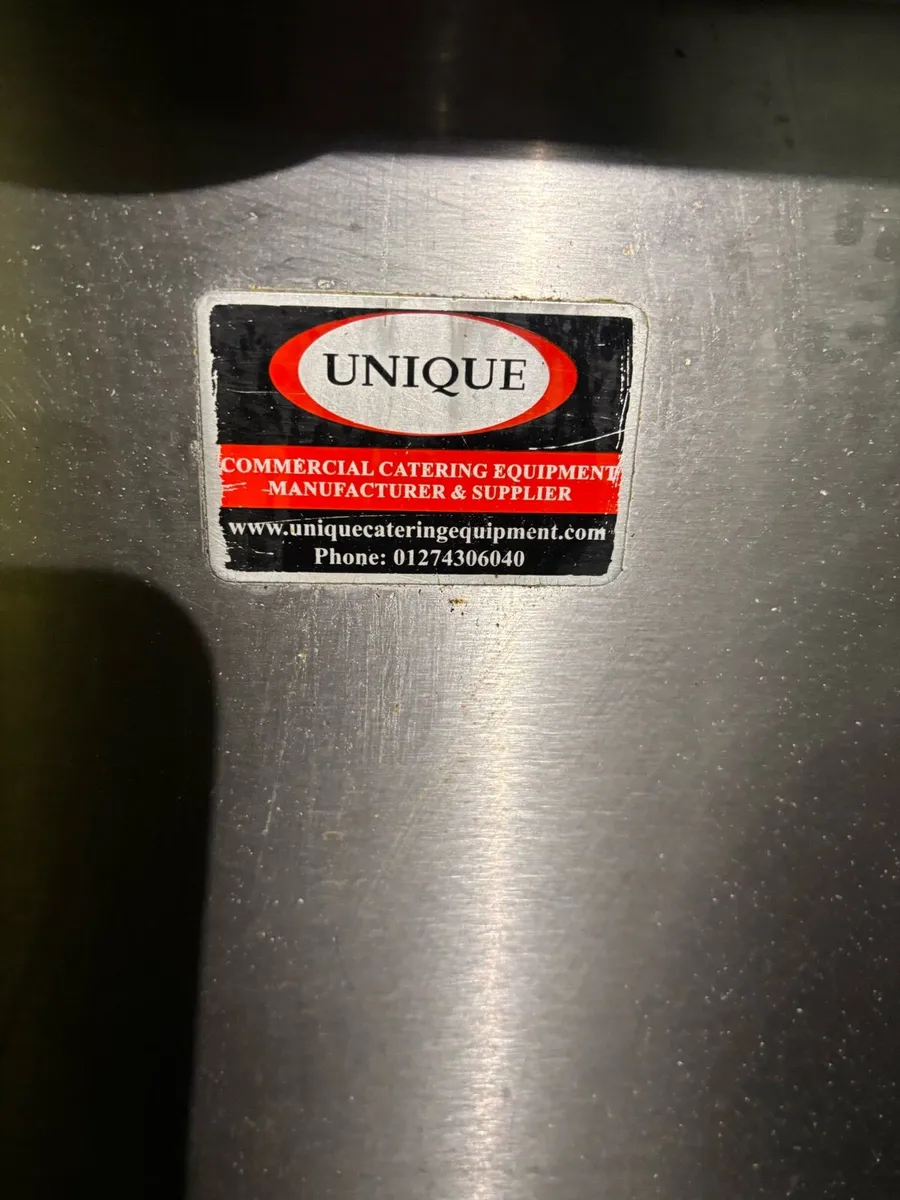 UNIQUE
COMMERCIAL CATERING EQUIPMENT
MANUFACTURER & SUPPLIER
www.uniquecateringequipment.com
Phone: 01274306040